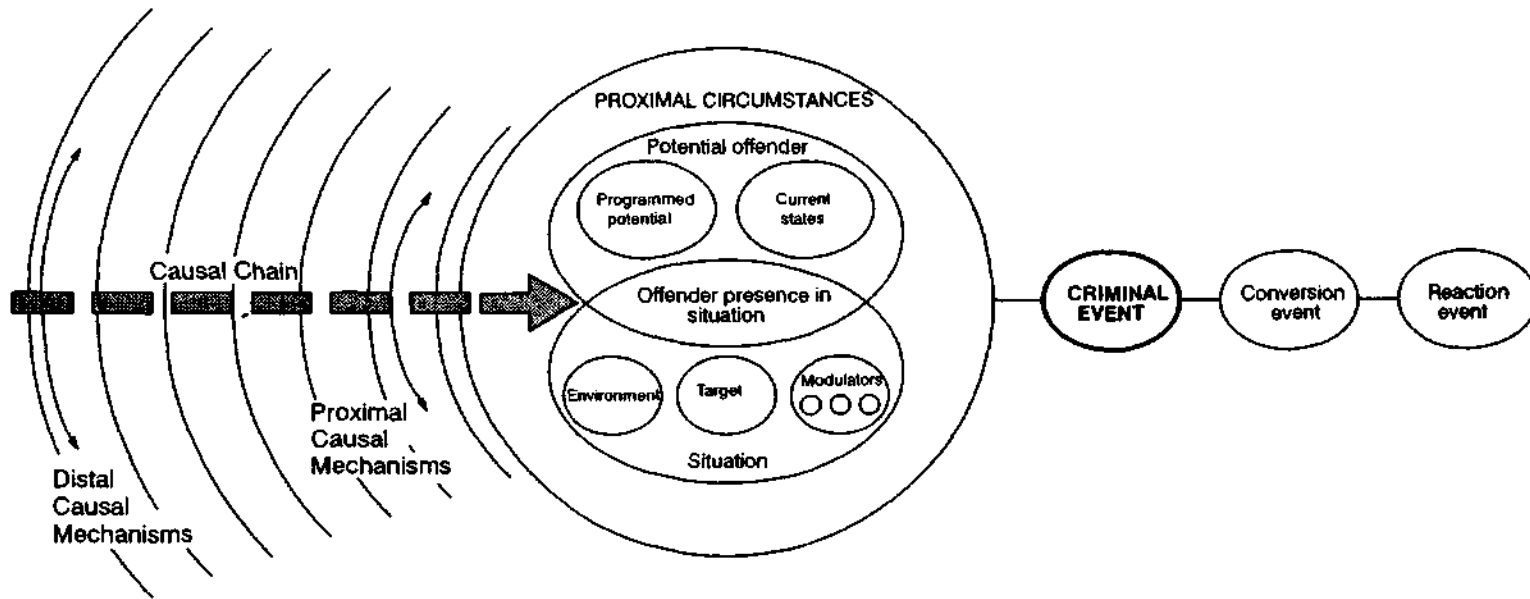 PROXIMAL CIRCUMSTANCES
Potential offender
Programmed
potential
Current
states
Causal Chain
Offender presence in
situation
CRIMINAL
EVENT
Conversion
event
Reaction
event
Environment
Target
Modulators
Proximal
Causal
Mechanisms
Situation
Distal
Causal
Mechanisms